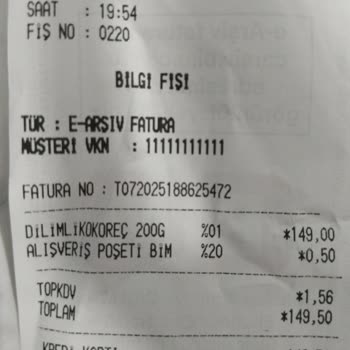 SAAT : 19:54
FİŞ NO : 0220
BİLGİ FİŞİ
TÜR : E-ARŞİV FATURA
MÜŞTERİ VKN : 11111111111
FATURA NO : T072025188625472
DİLİMLİKOKOREÇ 200G %01 *149,00
ALIŞVERİŞ POŞETİ BİM %20 *0,50
TOPKDV *1,56
TOPLAM *149,50